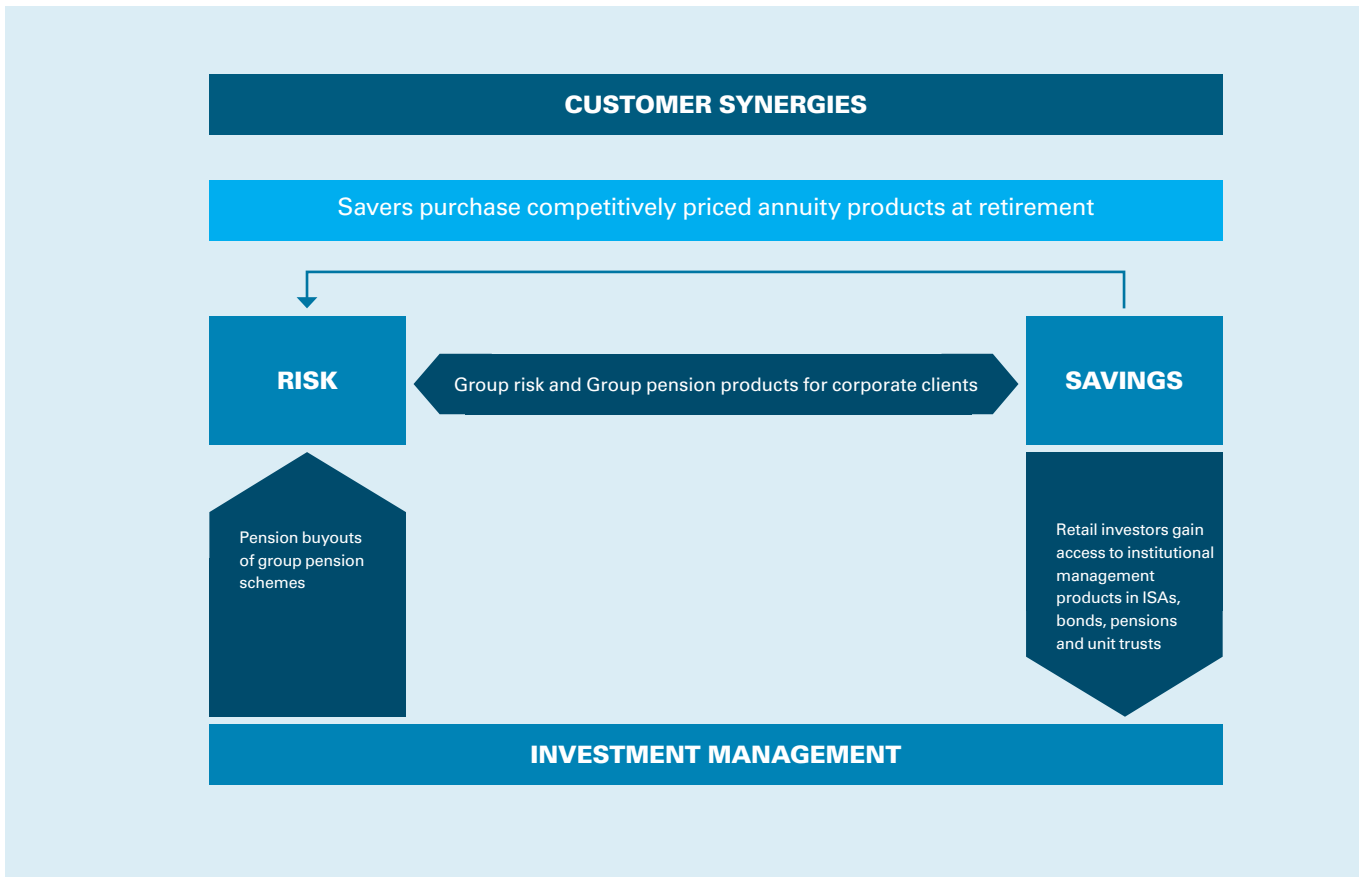 CUSTOMER SYNERGIES
Savers purchase competitively priced annuity products at retirement
RISK
Group risk and Group pension products for corporate clients
SAVINGS
Pension buyouts
of group pension
schemes
Retail investors gain
access to institutional
management
products in ISAs,
bonds, pensions
and unit trusts
INVESTMENT MANAGEMENT